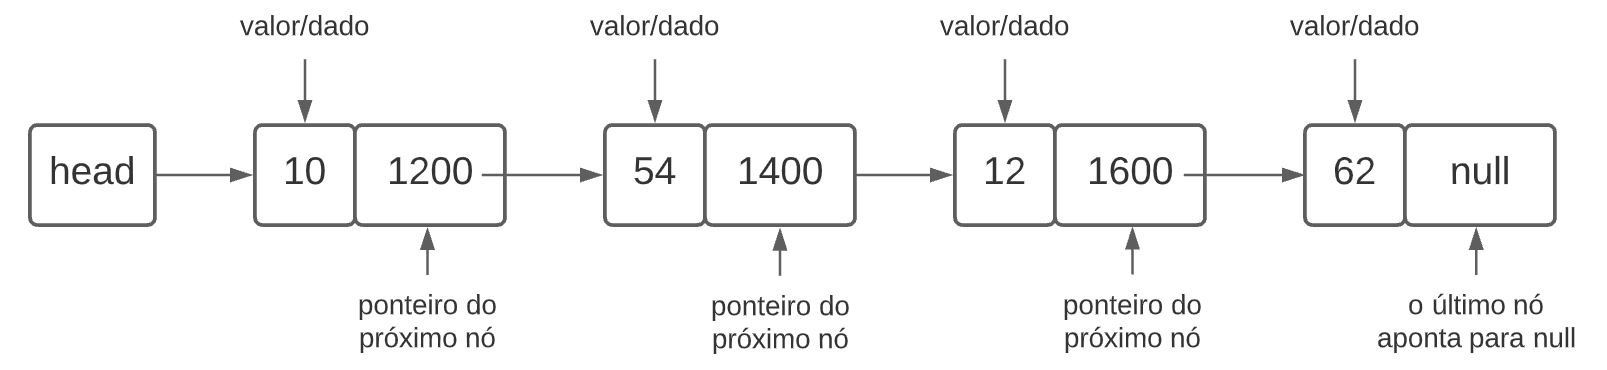 valor/dado
valor/dado
valor/dado
valor/dado
head
10
1200
54
1400
12
1600
62
null
ponteiro do
próximo nó
ponteiro do
próximo nó
ponteiro do
próximo nó
o último nó
aponta para null